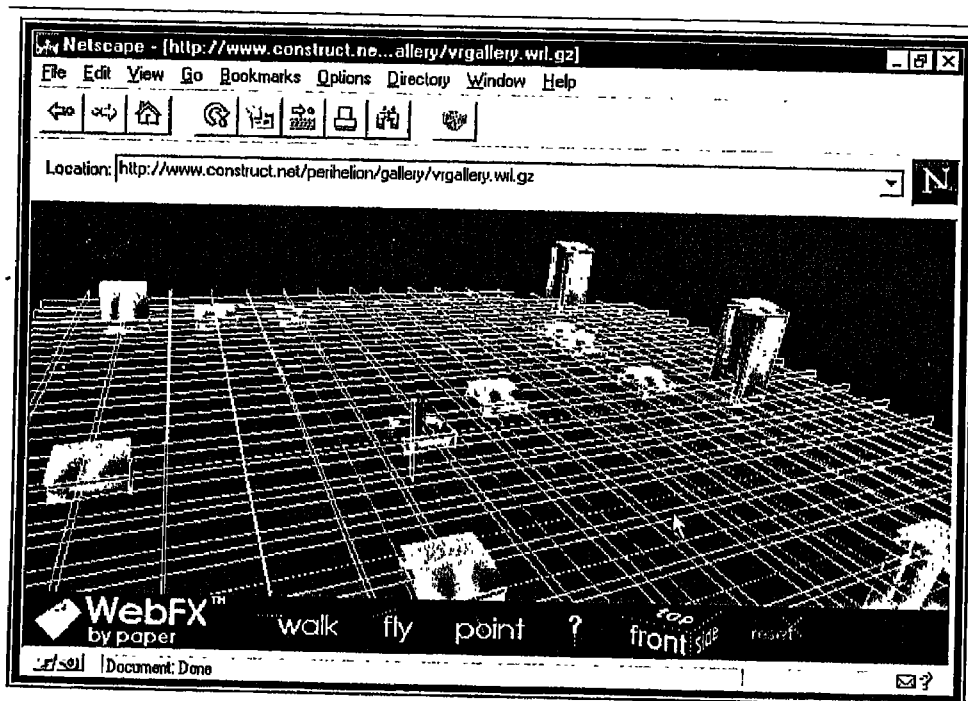 Netscape - [http://www.construct.ne...allery/vrgallery.wrl.gz]
File Edit View Go Bookmarks Options Directory Window Help
Location: http://www.construct.net/perihelion/gallery/vrgallery.wrl.gz
N
WebFX™
by paper
walk fly point ? top front side reset
Document: Done